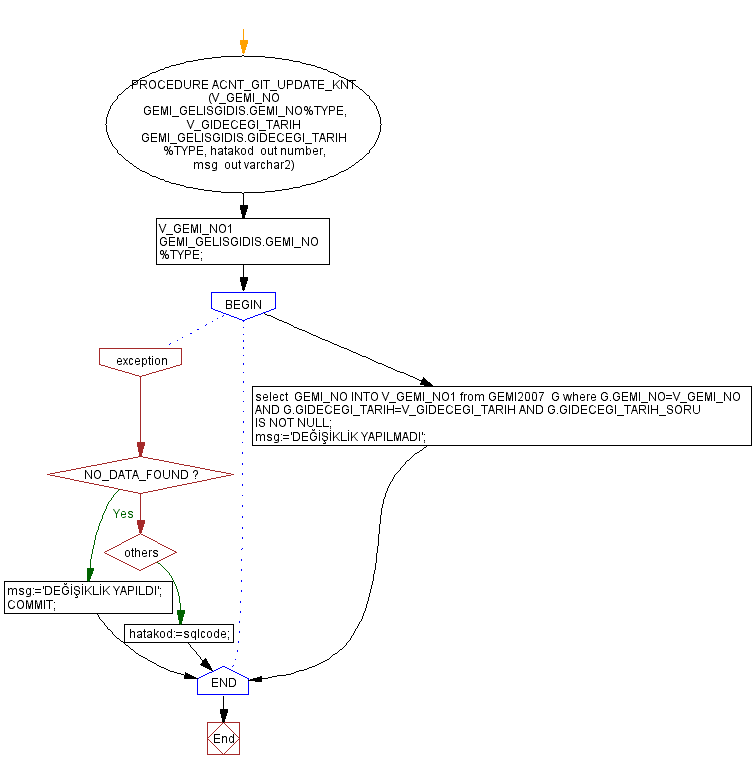 PROCEDURE ACNT_GIT_UPDATE_KNT
(V_GEMI_NO
GEMI_GELISGIDIS.GEMI_NO%TYPE,
V_GIDECEGI_TARIH
GEMI_GELISGIDIS.GIDECEGI_TARIH
%TYPE, hatakod out number,
msg out varchar2)
V_GEMI_NO1
GEMI_GELISGIDIS.GEMI_NO
%TYPE;
BEGIN
exception
select GEMI_NO INTO V_GEMI_NO1 from GEMI2007 G where G.GEMI_NO=V_GEMI_NO
AND G.GIDECEGI_TARIH=V_GIDECEGI_TARIH AND G.GIDECEGI_TARIH_SORU
IS NOT NULL;
msg:='DEĞİŞİKLİK YAPILMADI';
NO_DATA_FOUND ?
Yes
others
msg:='DEĞİŞİKLİK YAPILDI';
COMMIT;
hatakod:=sqlcode;
END
End